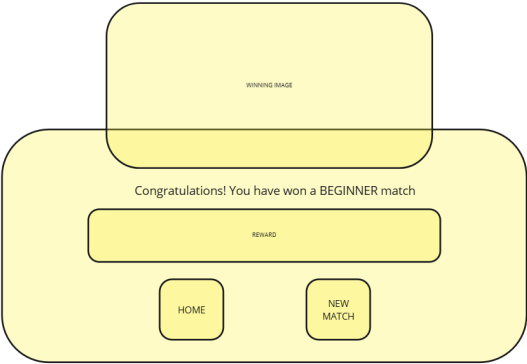 WINNING IMAGE
Congratulations! You have won a BEGINNER match
REWARD
HOME
NEW
MATCH